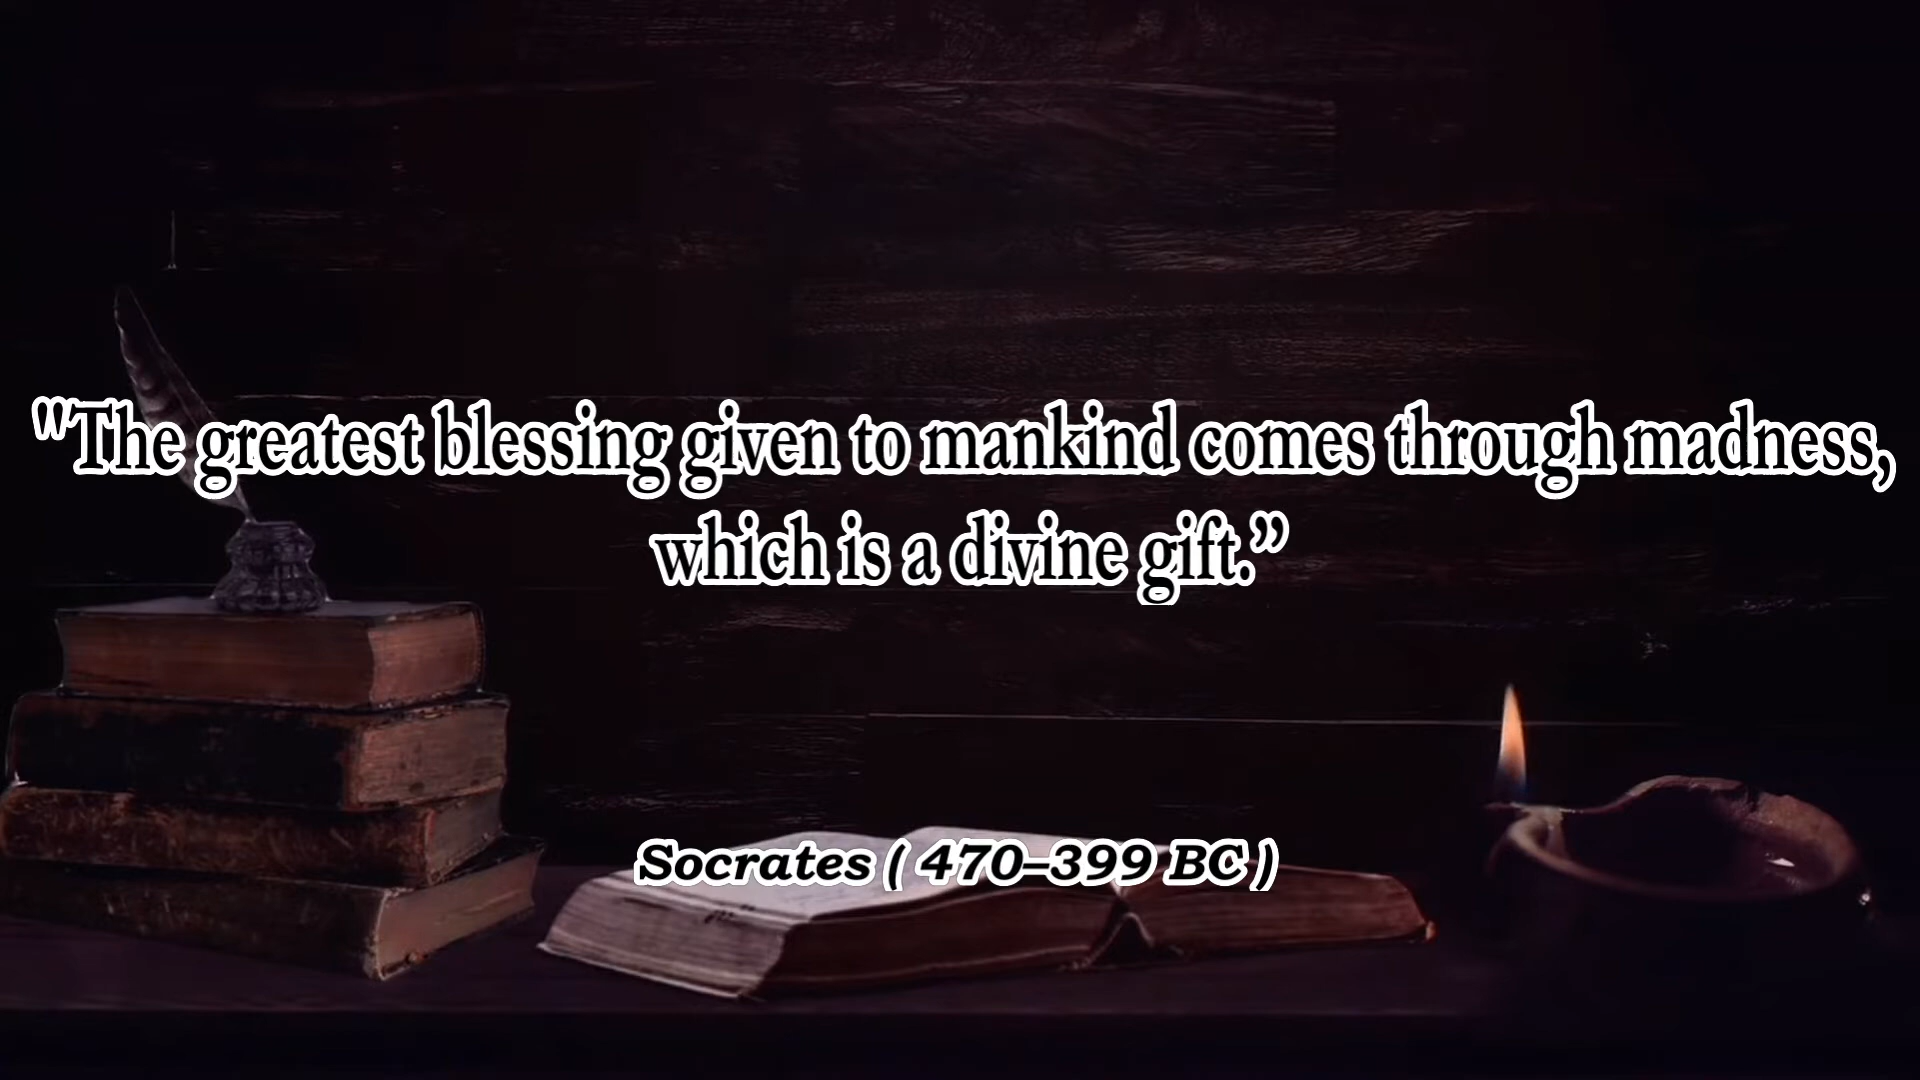 "The greatest blessing given to mankind comes through madness,
which is a divine gift.”
Socrates ( 470–399 BC )